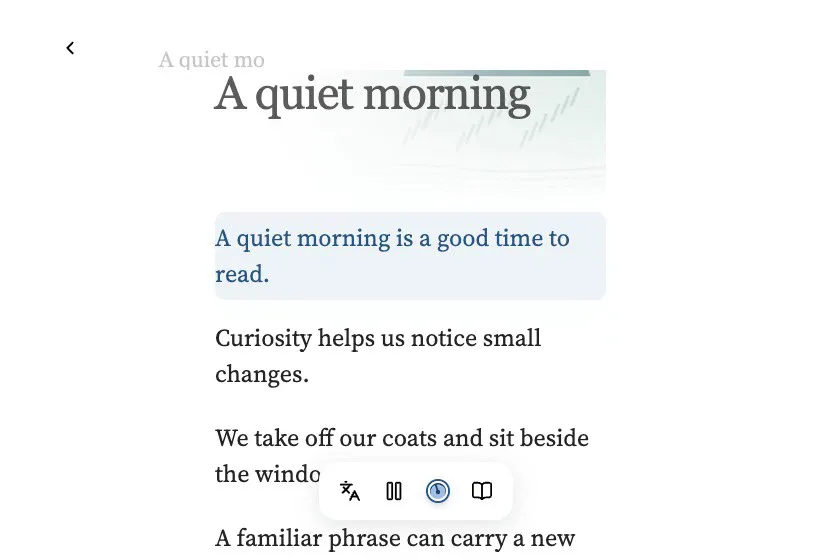 A quiet mo
A quiet morning
A quiet morning is a good time to
read.
Curiosity helps us notice small
changes.
We take off our coats and sit beside
the windo
A familiar phrase can carry a new